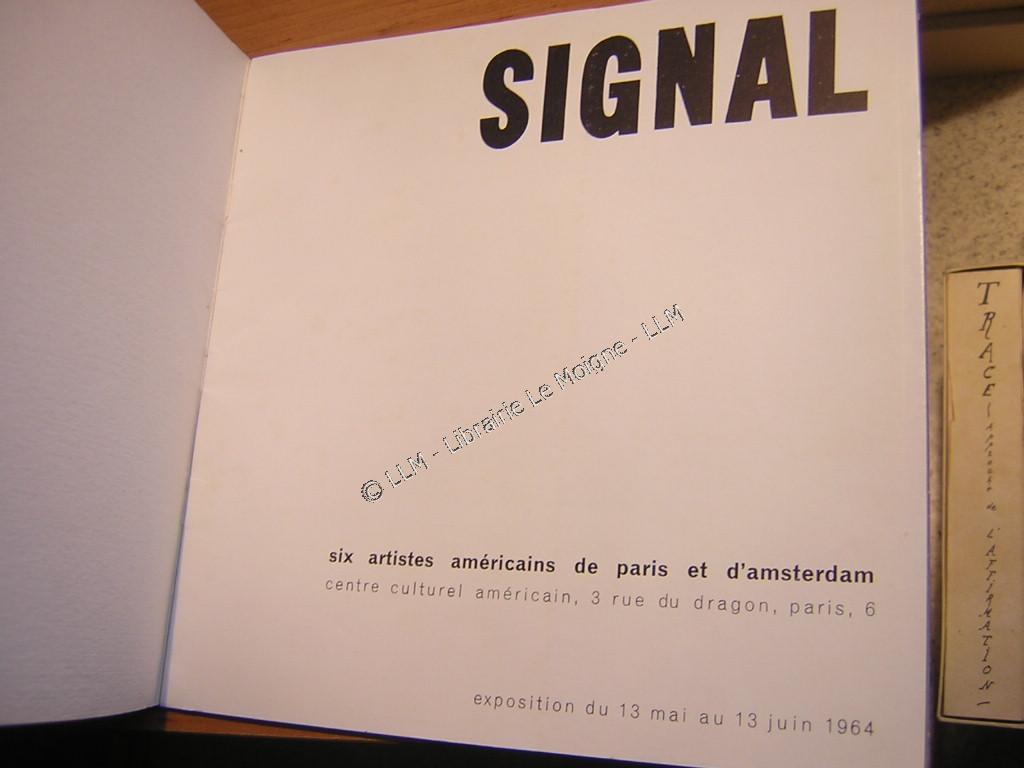 SIGNAL
© LLM - Librairie Le Moigne - LLM
six artistes américains de paris et d'amsterdam
centre culturel américain, 3 rue du dragon, paris, 6
exposition du 13 mai au 13 juin 1964
TRACE
de
L'AFFIRMATION